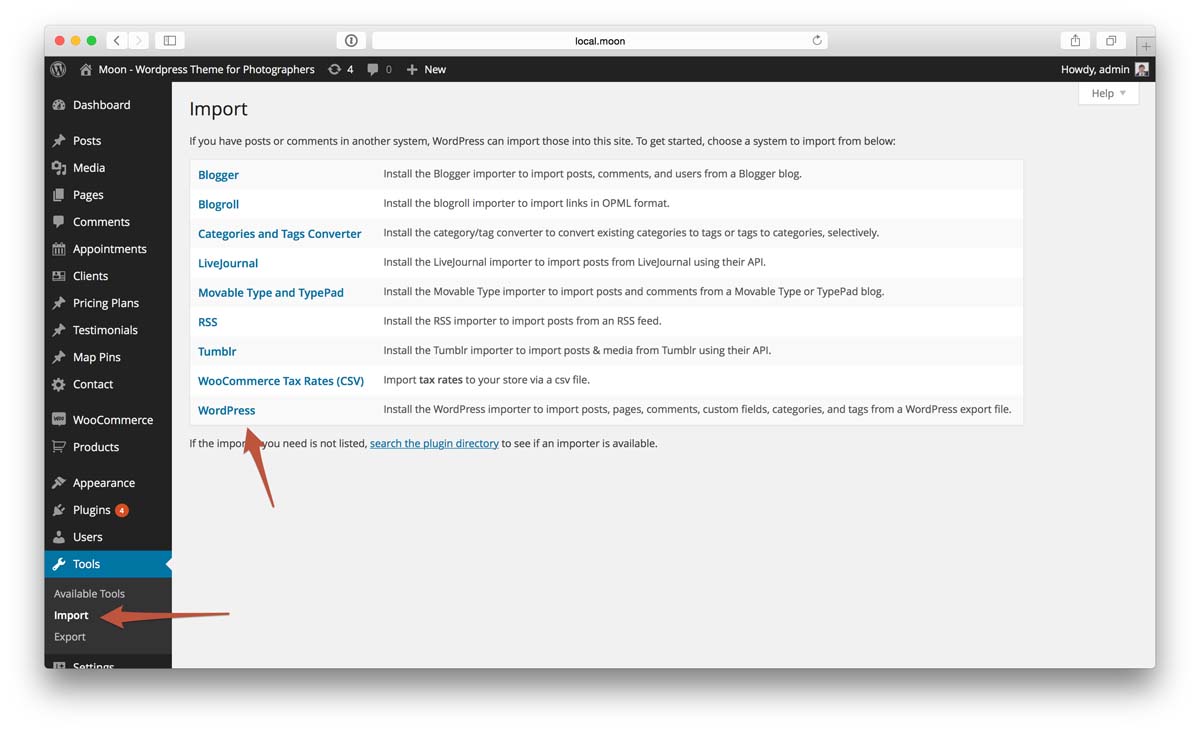 local.moon
Moon - Wordpress Theme for Photographers 4 0 New Howdy, admin
Help
Dashboard
Posts
Media
Pages
Comments
Appointments
Clients
Pricing Plans
Testimonials
Map Pins
Contact
WooCommerce
Products
Appearance
Plugins 4
Users
Tools
Available Tools
Import
Export
Settings
Import
If you have posts or comments in another system, WordPress can import those into this site. To get started, choose a system to import from below:
Blogger Install the Blogger importer to import posts, comments, and users from a Blogger blog.
Blogroll Install the blogroll importer to import links in OPML format.
Categories and Tags Converter Install the category/tag converter to convert existing categories to tags or tags to categories, selectively.
LiveJournal Install the LiveJournal importer to import posts from LiveJournal using their API.
Movable Type and TypePad Install the Movable Type importer to import posts and comments from a Movable Type or TypePad blog.
RSS Install the RSS importer to import posts from an RSS feed.
Tumblr Install the Tumblr importer to import posts & media from Tumblr using their API.
WooCommerce Tax Rates (CSV) Import tax rates to your store via a csv file.
WordPress Install the WordPress importer to import posts, pages, comments, custom fields, categories, and tags from a WordPress export file.
If the importer you need is not listed, search the plugin directory to see if an importer is available.